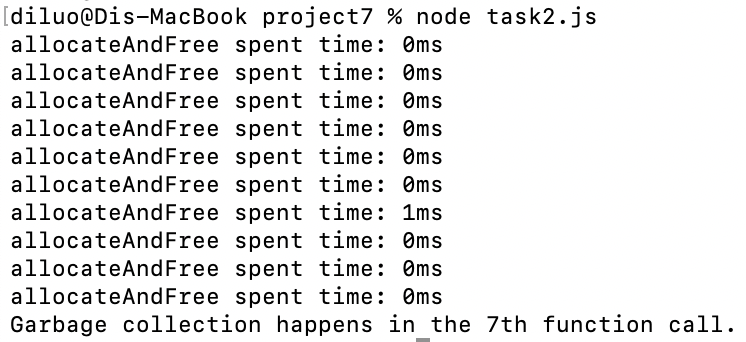 [diluo@Dis-MacBook project7 % node task2.js
allocateAndFree spent time: 0ms
allocateAndFree spent time: 0ms
allocateAndFree spent time: 0ms
allocateAndFree spent time: 0ms
allocateAndFree spent time: 0ms
allocateAndFree spent time: 0ms
allocateAndFree spent time: 1ms
allocateAndFree spent time: 0ms
allocateAndFree spent time: 0ms
allocateAndFree spent time: 0ms
Garbage collection happens in the 7th function call.